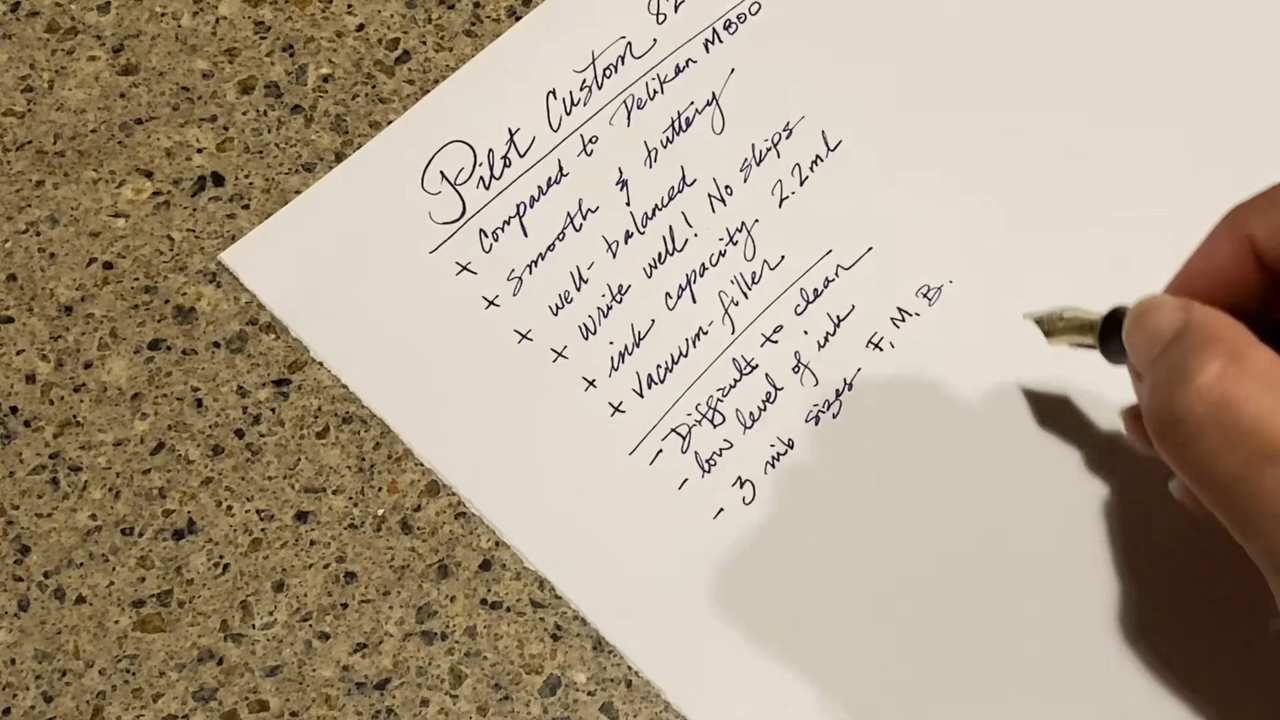 Pilot Custom 82
+ Compared to Pelikan M800
+ smooth & buttery
+ well-balanced
+ Write well! No skips
+ ink capacity 2.2ml
+ Vacuum-filler
- Difficult to clean
- low level of ink
- 3 nib sizes F, M, B.